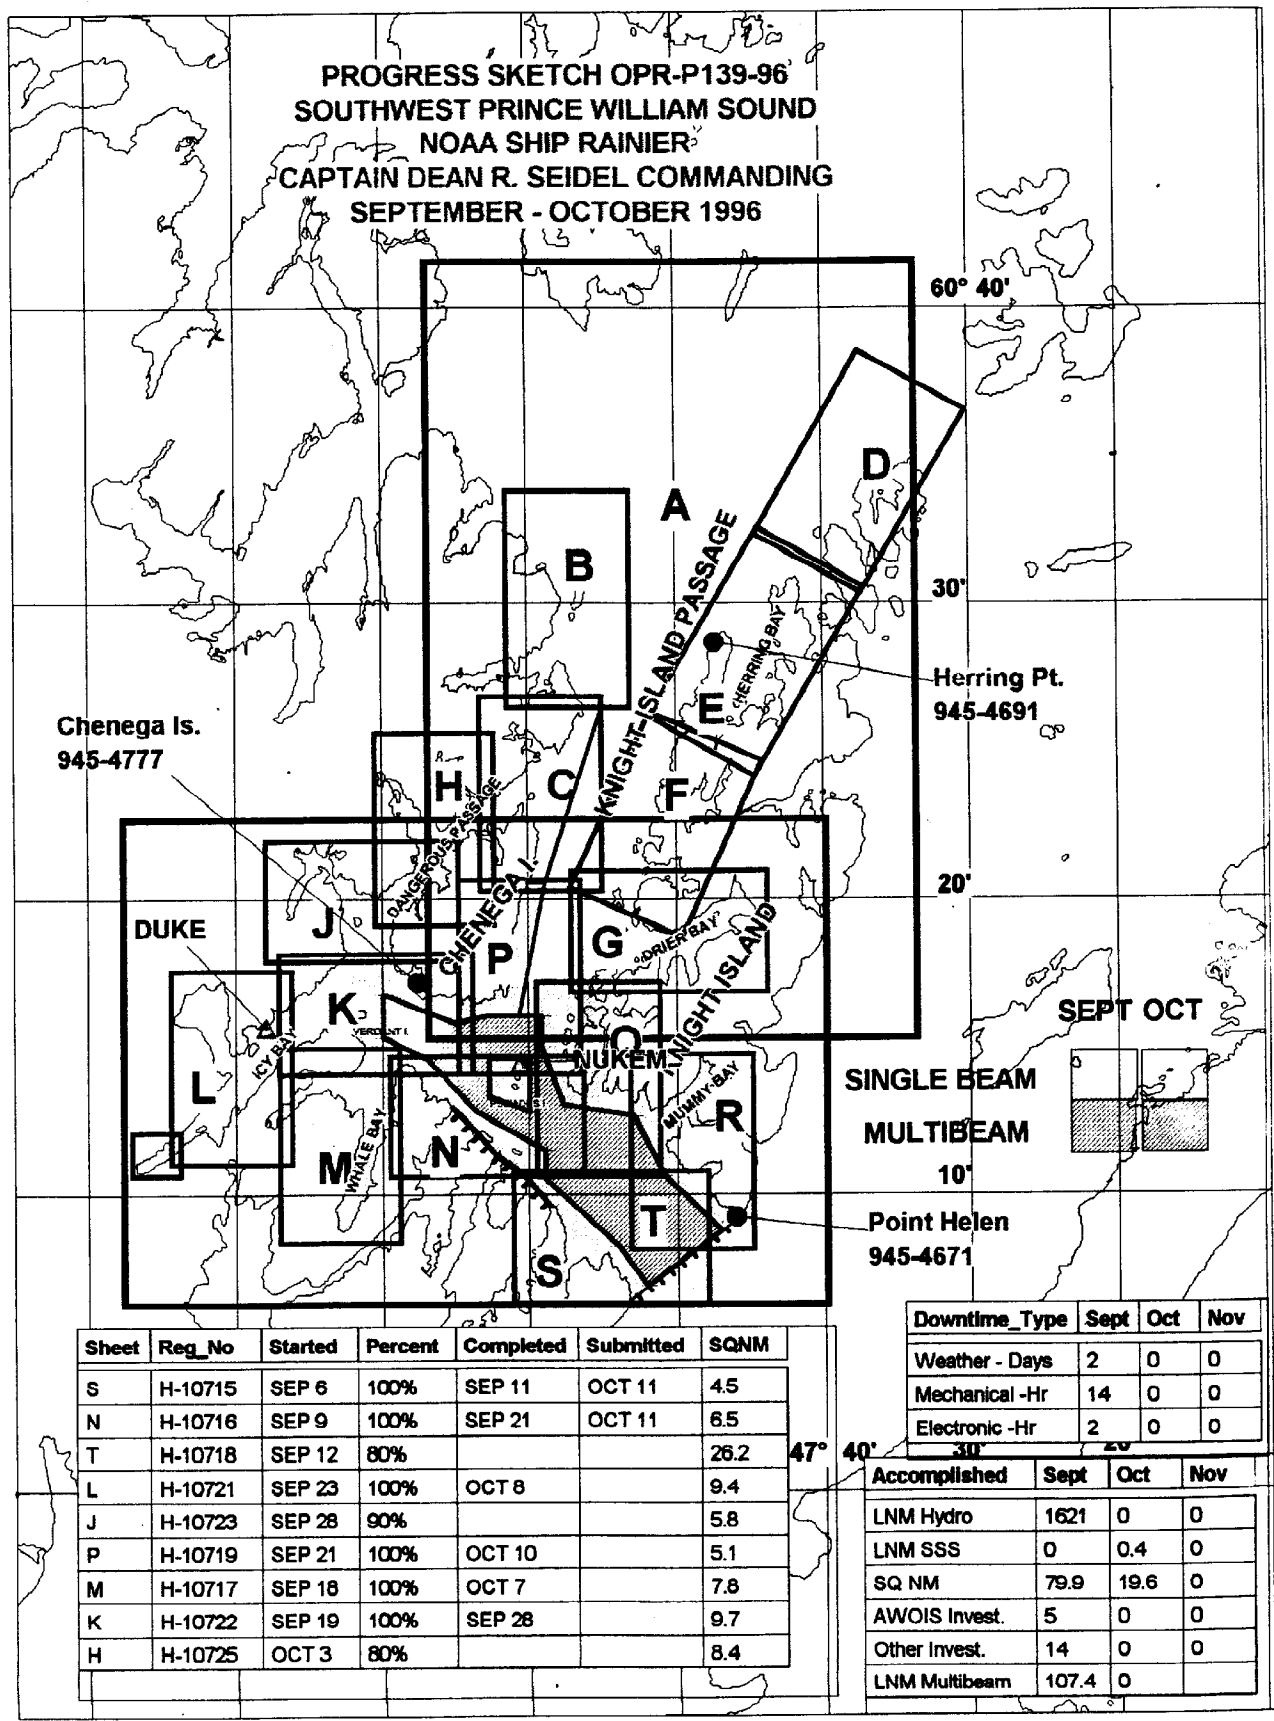 PROGRESS SKETCH OPR-P139-96
SOUTHWEST PRINCE WILLIAM SOUND
NOAA SHIP RAINIER
CAPTAIN DEAN R. SEIDEL COMMANDING
SEPTEMBER - OCTOBER 1996
60° 40'
D
A
B
KNIGHT ISLAND PASSAGE
30'
HERRING BAY
Herring Pt.
945-4691
E
Chenega Is.
945-4777
H
C
F
DANGEROUS PASSAGE
CHENEGA I.
20'
DUKE
J
G
DRIER BAY
P
KNIGHT ISLAND
K
VERDANT I.
SEPT OCT
ICY BAY
NUKEM
Q
L
MUMMY BAY
SINGLE BEAM
MULTIBEAM
R
WHALE BAY
M
N
10'
T
Point Helen
945-4671
S
Sheet Reg_No Started Percent Completed Submitted SQNM
S H-10715 SEP 6 100% SEP 11 OCT 11 4.5
N H-10716 SEP 9 100% SEP 21 OCT 11 6.5
T H-10718 SEP 12 80% 26.2
L H-10721 SEP 23 100% OCT 8 9.4
J H-10723 SEP 28 90% 5.8
P H-10719 SEP 21 100% OCT 10 5.1
M H-10717 SEP 18 100% OCT 7 7.8
K H-10722 SEP 19 100% SEP 28 9.7
H H-10725 OCT 3 80% 8.4
Downtime_Type Sept Oct Nov
Weather - Days 2 0 0
Mechanical -Hr 14 0 0
Electronic -Hr 2 0 0
47° 40' 30' 20'
Accomplished Sept Oct Nov
LNM Hydro 1621 0 0
LNM SSS 0 0.4 0
SQ NM 79.9 19.6 0
AWOIS Invest. 5 0 0
Other Invest. 14 0 0
LNM Multibeam 107.4 0